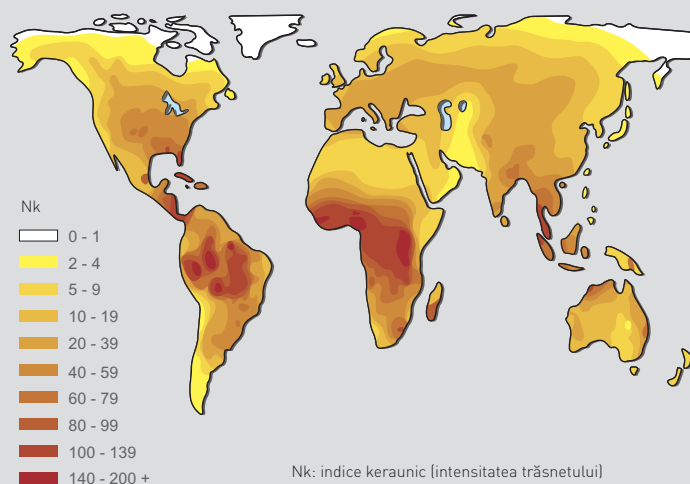 Nk
0 - 1
2 - 4
5 - 9
10 - 19
20 - 39
40 - 59
60 - 79
80 - 99
100 - 139
140 - 200 +
Nk: indice keraunic (intensitatea trăsnetului)